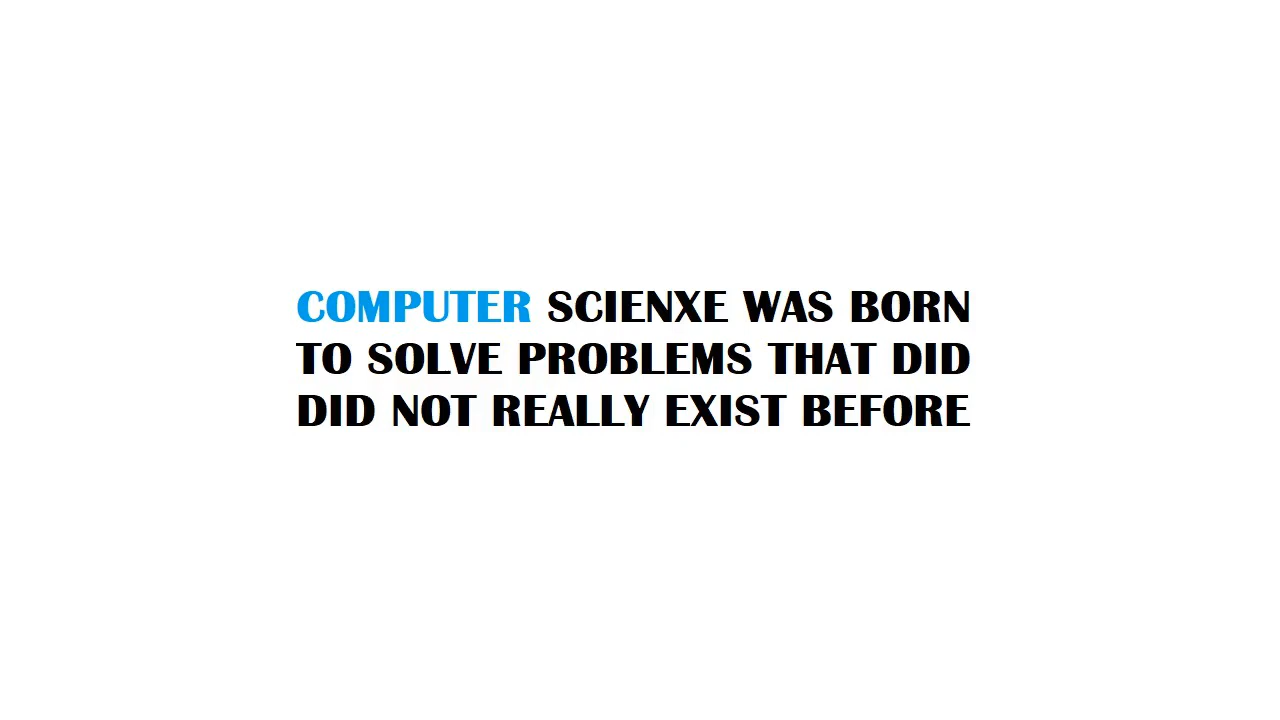 COMPUTER SCIENXE WAS BORN
TO SOLVE PROBLEMS THAT DID
DID NOT REALLY EXIST BEFORE